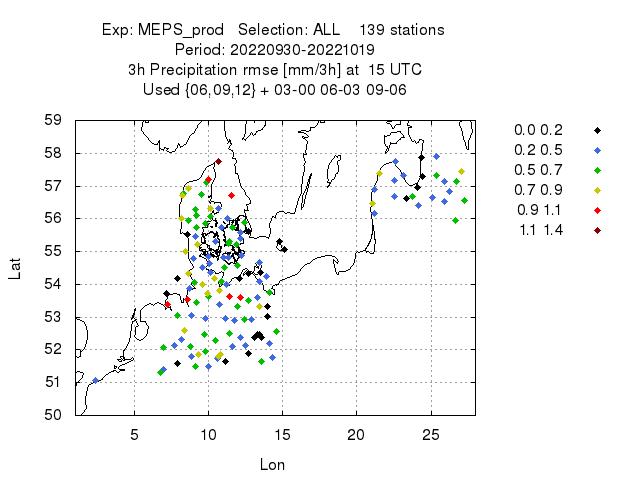 Exp: MEPS_prod Selection: ALL 139 stations
Period: 20220930-20221019
3h Precipitation rmse [mm/3h] at 15 UTC
Used {06,09,12} + 03-00 06-03 09-06
59
58
57
56
55
54
53
52
51
50
Lat
5 10 15 20 25
Lon
0.0 0.2
0.2 0.5
0.5 0.7
0.7 0.9
0.9 1.1
1.1 1.4